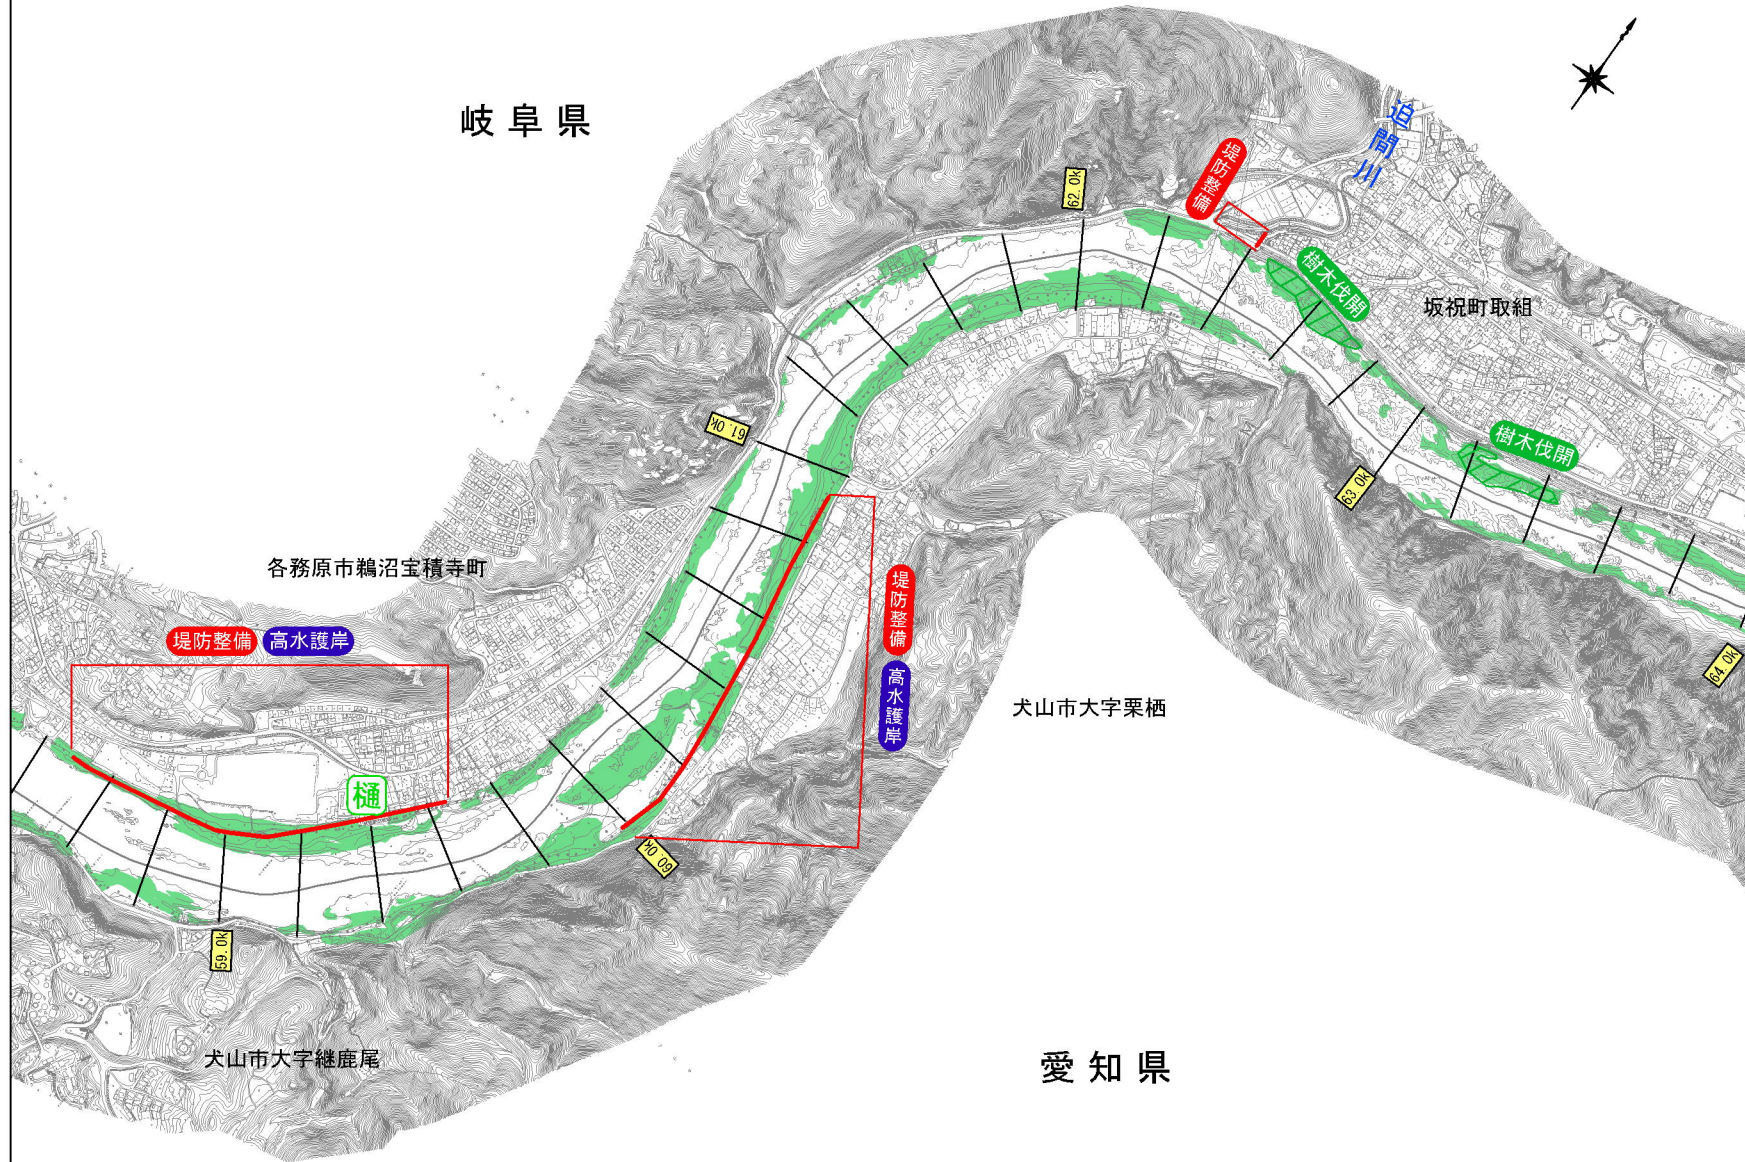 岐阜県
迫間川
堤防整備
62.0k
樹木伐開
坂祝町取組
61.0k
樹木伐開
63.0k
各務原市鵜沼宝積寺町
堤防整備
高水護岸
堤防整備 高水護岸
64.0k
犬山市大字栗栖
樋
60.0k
59.0k
犬山市大字継鹿尾
愛知県